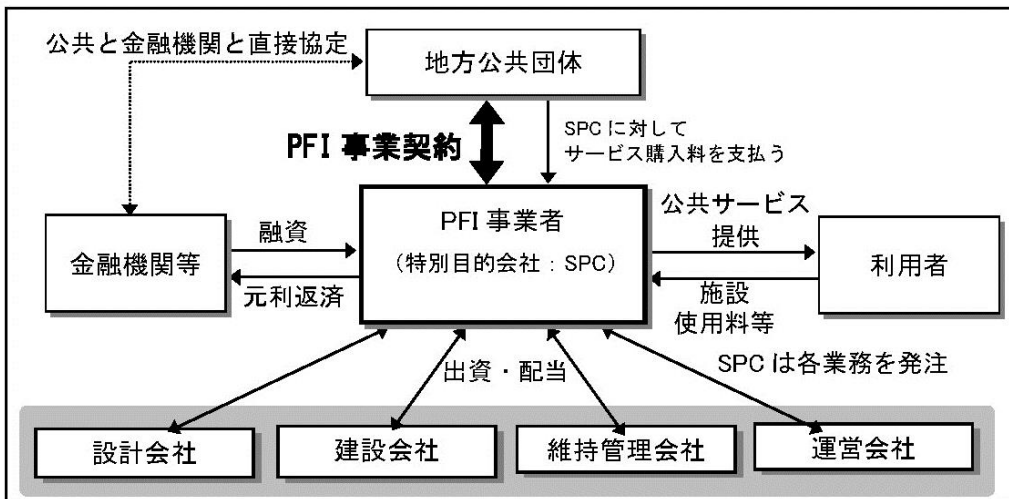 公共と金融機関と直接協定
地方公共団体
PFI 事業契約
SPC に対して
サービス購入料を支払う
金融機関等
融資
元利返済
PFI 事業者
（特別目的会社：SPC）
公共サービス
提供
施設
使用料等
利用者
出資・配当
SPC は各業務を発注
設計会社
建設会社
維持管理会社
運営会社